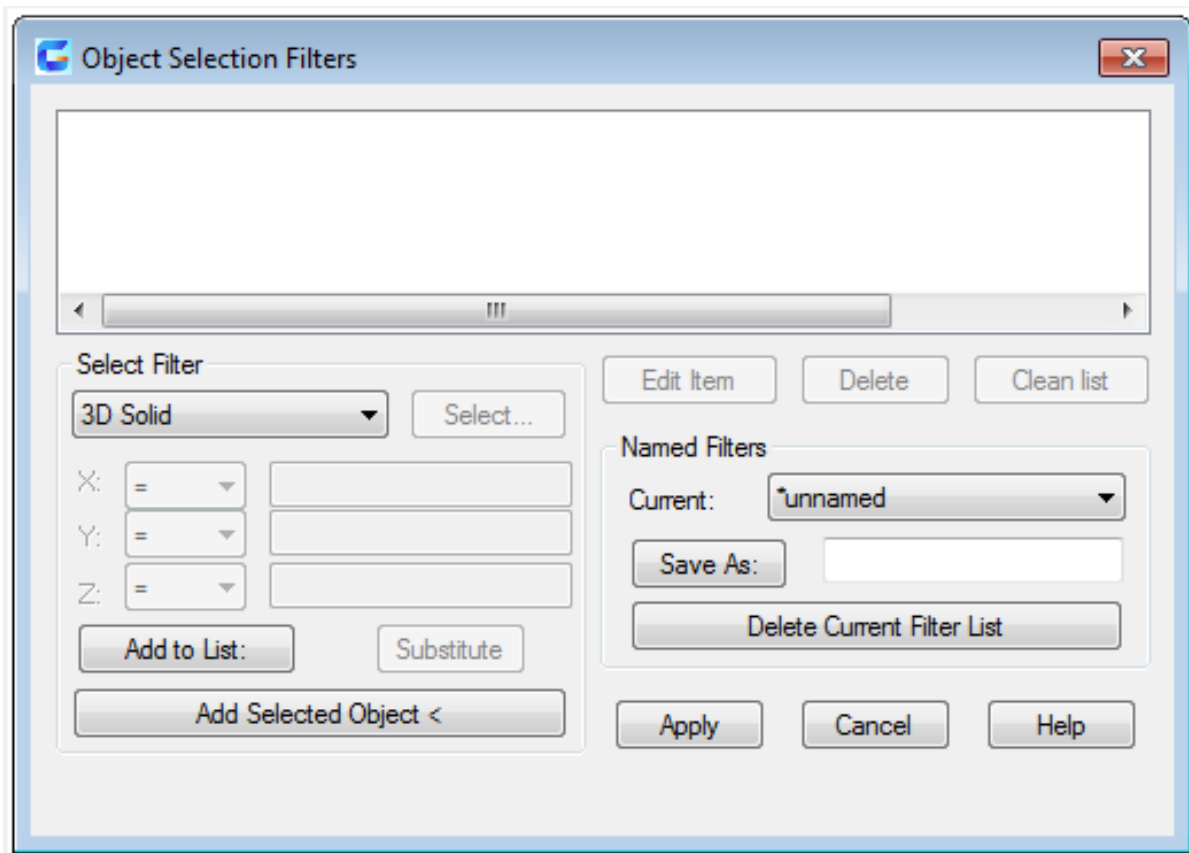 Object Selection Filters
Select Filter
3D Solid
Select...
X:
=
Y:
=
Z:
=
Add to List:
Substitute
Add Selected Object <
Edit Item
Delete
Clean list
Named Filters
Current:
*unnamed
Save As:
Delete Current Filter List
Apply
Cancel
Help